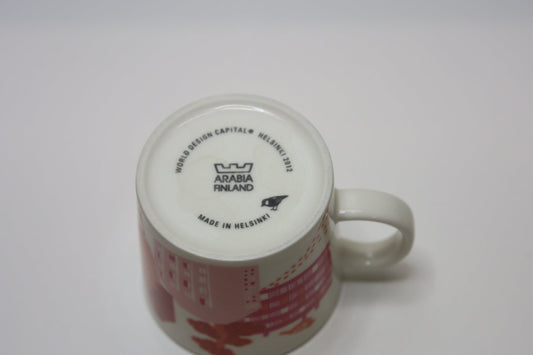 WORLD DESIGN CAPITAL® HELSINKI 2012
ARABIA
FINLAND
MADE IN HELSINKI